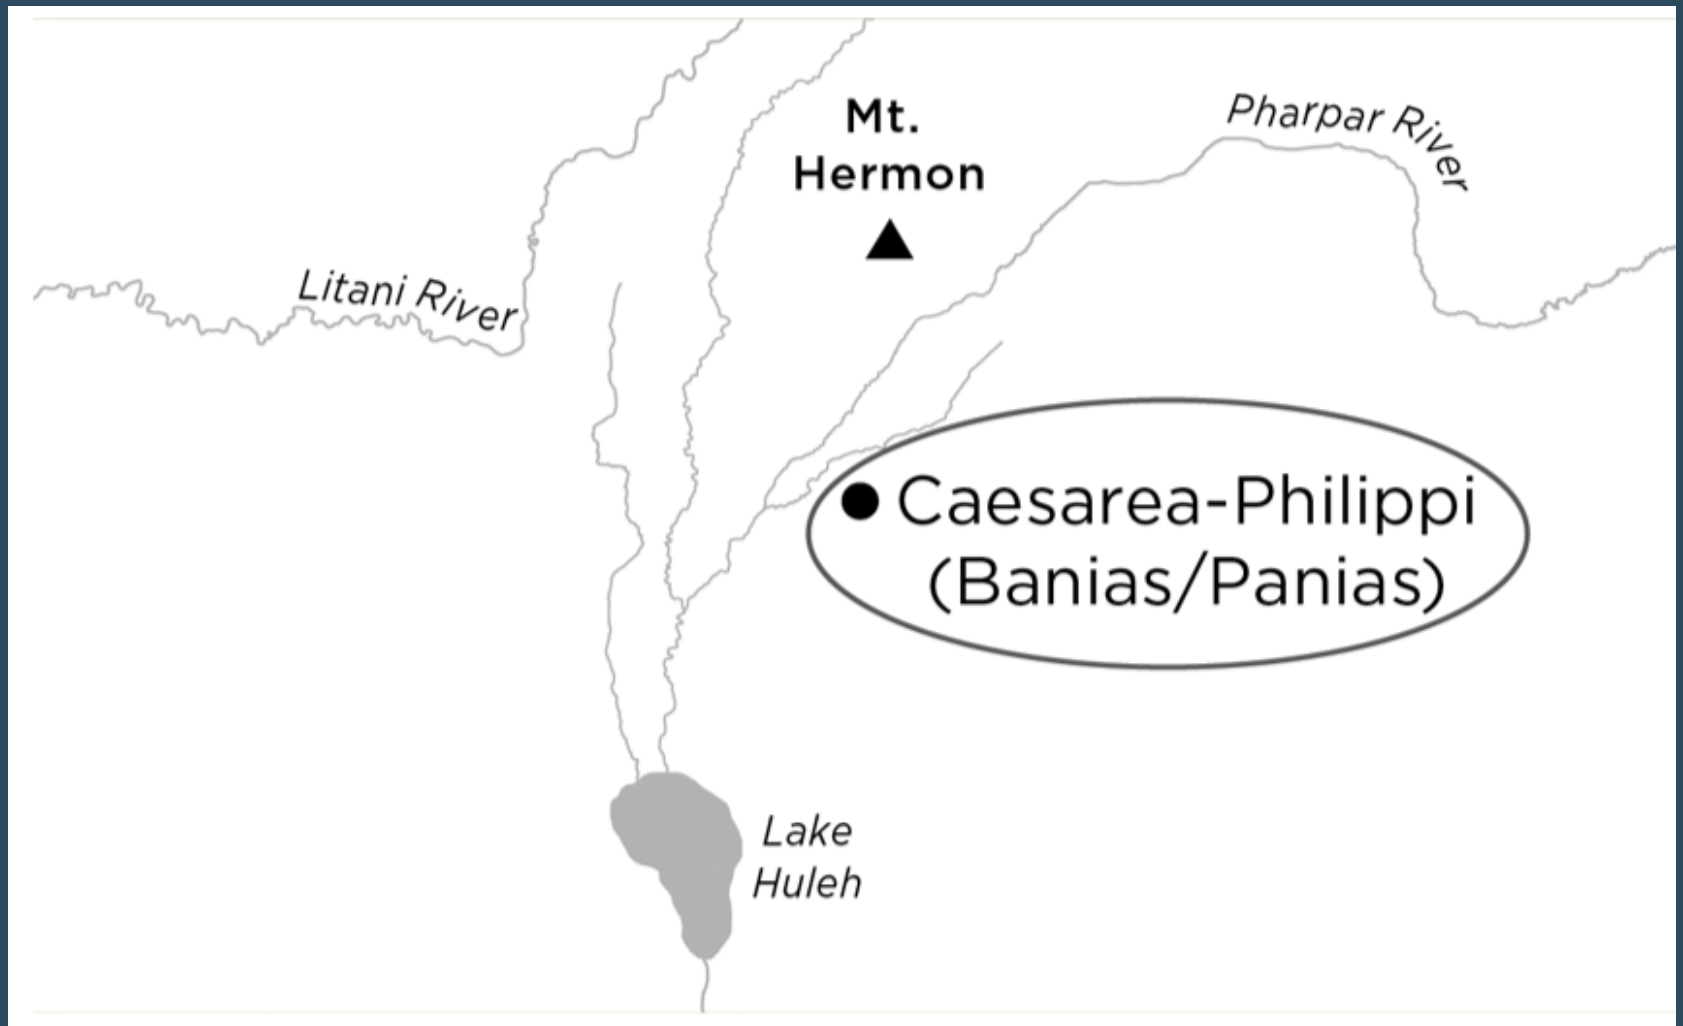 Mt.
Hermon
Pharpar River
Litani River
Caesarea-Philippi
(Banias/Panias)
Lake
Huleh